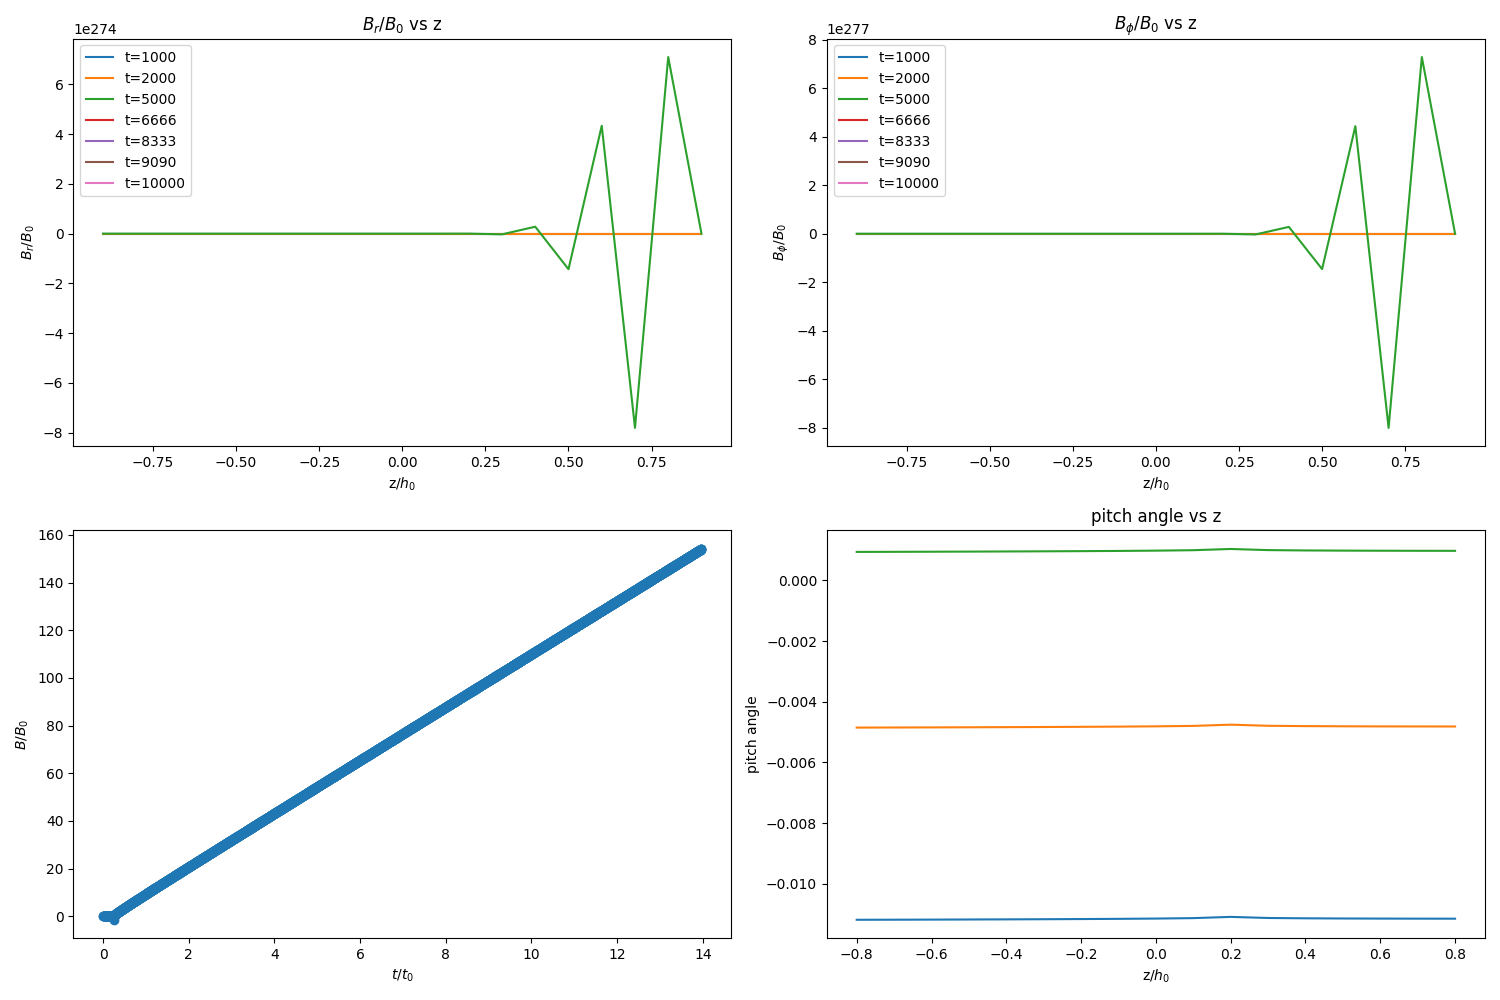 $B_r/B_0$ vs z
1e274
t=1000
t=2000
t=5000
t=6666
t=8333
t=9090
t=10000
6
4
2
0
−2
−4
−6
−8
$B_r/B_0$
−0.75 −0.50 −0.25 0.00 0.25 0.50 0.75
z/$h_0$
$B_\phi/B_0$ vs z
1e277
t=1000
t=2000
t=5000
t=6666
t=8333
t=9090
t=10000
8
6
4
2
0
−2
−4
−6
−8
$B_\phi/B_0$
−0.75 −0.50 −0.25 0.00 0.25 0.50 0.75
z/$h_0$
160
140
120
100
80
60
40
20
0
$B/B_0$
0 2 4 6 8 10 12 14
$t/t_0$
pitch angle vs z
0.000
−0.002
−0.004
−0.006
−0.008
−0.010
pitch angle
−0.8 −0.6 −0.4 −0.2 0.0 0.2 0.4 0.6 0.8
z/$h_0$